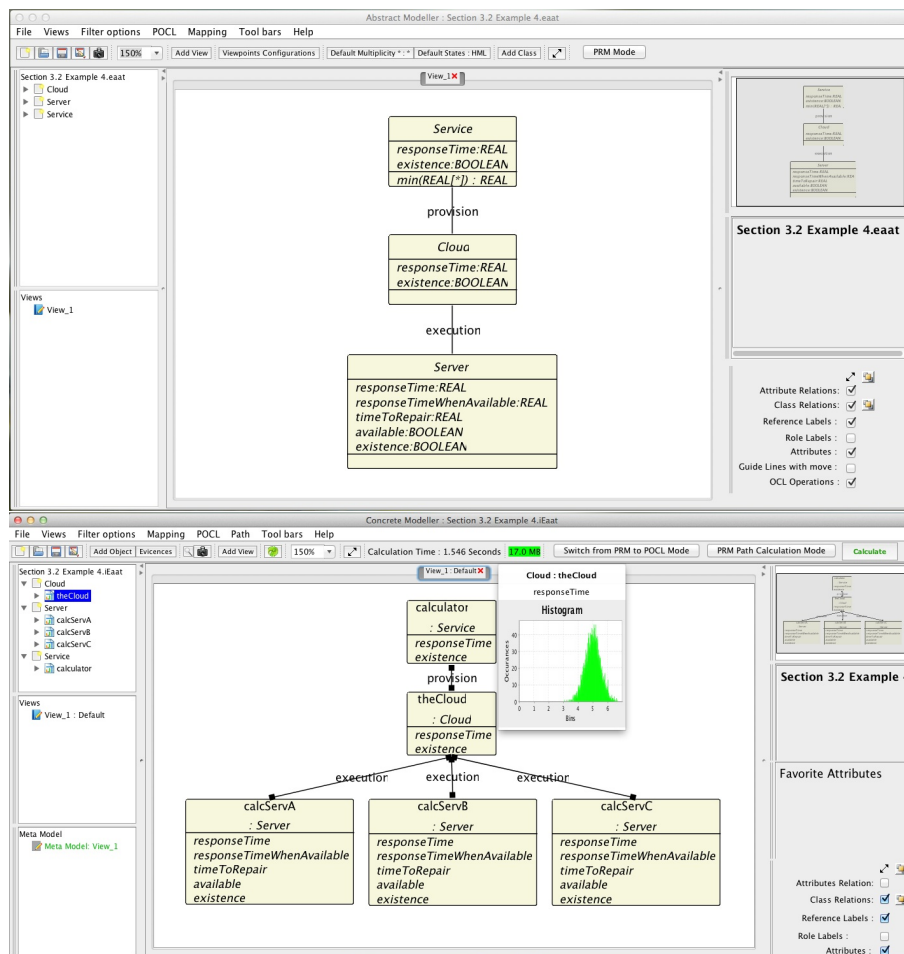 Abstract Modeller : Section 3.2 Example 4.eaat
File Views Filter options POCL Mapping Tool bars Help
150% Add View Viewpoints Configurations Default Multiplicity * : * Default States : HML Add Class PRM Mode
Section 3.2 Example 4.eaat
Cloud
Server
Service
Views
View_1
View_1
Service
responseTime:REAL
existence:BOOLEAN
min(REAL[*]) : REAL
provision
Cloud
responseTime:REAL
existence:BOOLEAN
execution
Server
responseTime:REAL
responseTimeWhenAvailable:REAL
timeToRepair:REAL
available:BOOLEAN
existence:BOOLEAN
Section 3.2 Example 4.eaat
Attribute Relations:
Class Relations:
Reference Labels :
Role Labels :
Attributes :
Guide Lines with move :
OCL Operations :
Concrete Modeller : Section 3.2 Example 4.iEaat
File Views Filter options Mapping POCL Path Tool bars Help
Add Object Evicences Add View 150% Calculation Time : 1.546 Seconds 17.0 MB Switch from PRM to POCL Mode PRM Path Calculation Mode Calculate
Section 3.2 Example 4.iEaat
Cloud
theCloud
Server
calcServA
calcServB
calcServC
Service
calculator
Views
View_1 : Default
Meta Model
Meta Model: View_1
View_1 : Default
calculator
: Service
responseTime
existence
provision
theCloud
: Cloud
responseTime
existence
execution execution execution
calcServA
: Server
responseTime
responseTimeWhenAvailable
timeToRepair
available
existence
calcServB
: Server
responseTime
responseTimeWhenAvailable
timeToRepair
available
existence
calcServC
: Server
responseTime
responseTimeWhenAvailable
timeToRepair
available
existence
Cloud : theCloud
responseTime
Histogram
Occurances
40
30
20
10
0
0 1 2 3 4 5 6
Bins
Section 3.2 Example
Favorite Attributes
Attributes Relation:
Class Relations:
Reference Labels :
Role Labels :
Attributes :